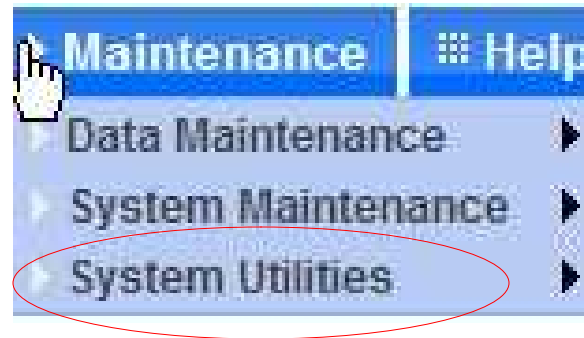 Maintenance Help
Data Maintenance
System Maintenance
System Utilities